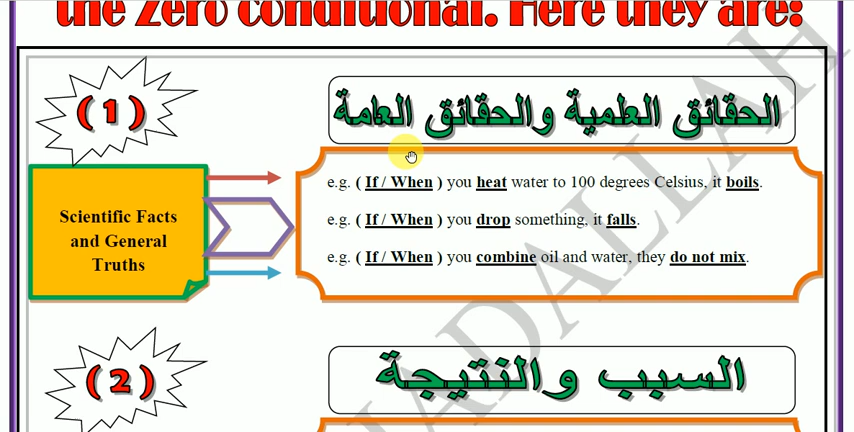 the Zero conditional. Here they are:
( 1 )
الحقائق العلمية والحقائق العامة
Scientific Facts
and General
Truths
e.g. ( If / When ) you heat water to 100 degrees Celsius, it boils.
e.g. ( If / When ) you drop something, it falls.
e.g. ( If / When ) you combine oil and water, they do not mix.
( 2 )
السبب والنتيجة
JADALLAH